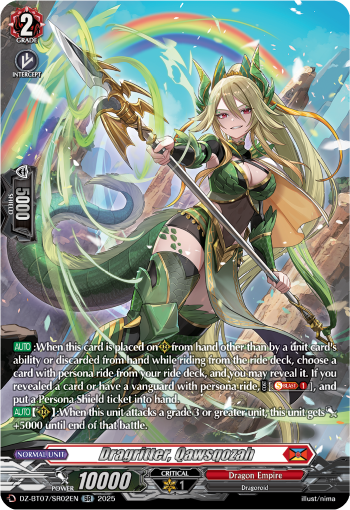 2
GRADE
INTERCEPT
5000
SHIELD
AUTO :When this card is placed on R from hand other than by a unit card's
ability or discarded from hand while riding from the ride deck, choose a
card with persona ride from your ride deck, and you may reveal it. If you
revealed a card or have a vanguard with persona ride, [ BLAST 1 ], and
put a Persona Shield ticket into hand.
AUTO [ R ]:When this unit attacks a grade 3 or greater unit, this unit gets
+5000 until end of that battle.
NORMAL UNIT
Dragritter, Qawsqozah
POWER 10000 CRITICAL 1
Dragon Empire
Dragroid
D DZ-BT07/SR02EN SR 2025 illust/nima